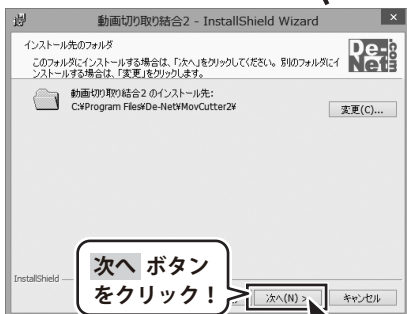 動画切り取り結合2 - InstallShield Wizard
×
インストール先のフォルダ
このフォルダにインストールする場合は、「次へ」をクリックしてください。別のフォルダにイ
ンストールする場合は、「変更」をクリックします。
De-
Net
動画切り取り結合2 のインストール先:
C:¥Program Files¥De-Net¥MovCutter2¥
変更(C)...
InstallShield
次へ ボタン
をクリック！
次へ(N) >
キャンセル